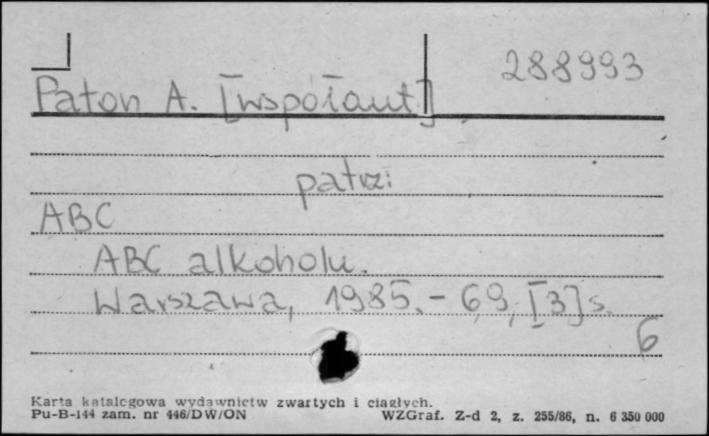 288993
Paton A. [współaut]
patrz:
ABC
ABC alkoholu.
Warszawa, 1985. - 69, [3] s.
6
Karta katalogowa wydawnictw zwartych i ciągłych.
Pu-B-144 zam. nr 446/DW/ON WZGraf. Z-d 2, z. 255/86, n. 6 350 000